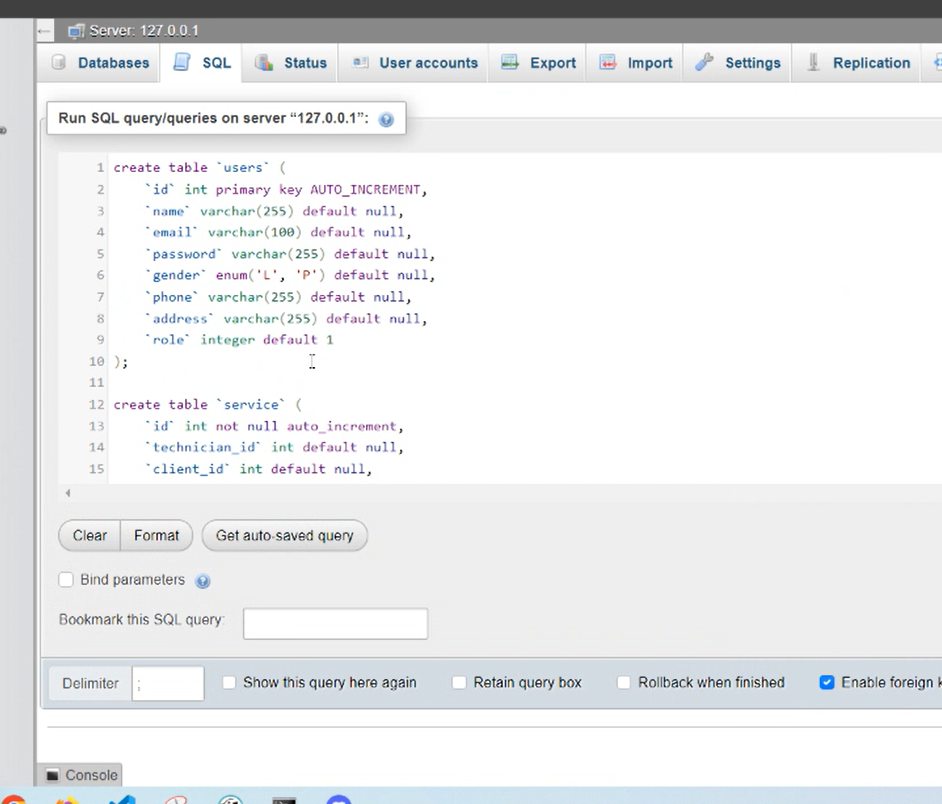 Server: 127.0.0.1
Databases SQL Status User accounts Export Import Settings Replication
Run SQL query/queries on server “127.0.0.1”:
1 create table `users` (
2 `id` int primary key AUTO_INCREMENT,
3 `name` varchar(255) default null,
4 `email` varchar(100) default null,
5 `password` varchar(255) default null,
6 `gender` enum('L', 'P') default null,
7 `phone` varchar(255) default null,
8 `address` varchar(255) default null,
9 `role` integer default 1
10 );
11
12 create table `service` (
13 `id` int not null auto_increment,
14 `technician_id` int default null,
15 `client_id` int default null,
Clear Format Get auto-saved query
Bind parameters
Bookmark this SQL query:
Delimiter ; Show this query here again Retain query box Rollback when finished Enable foreign k
Console